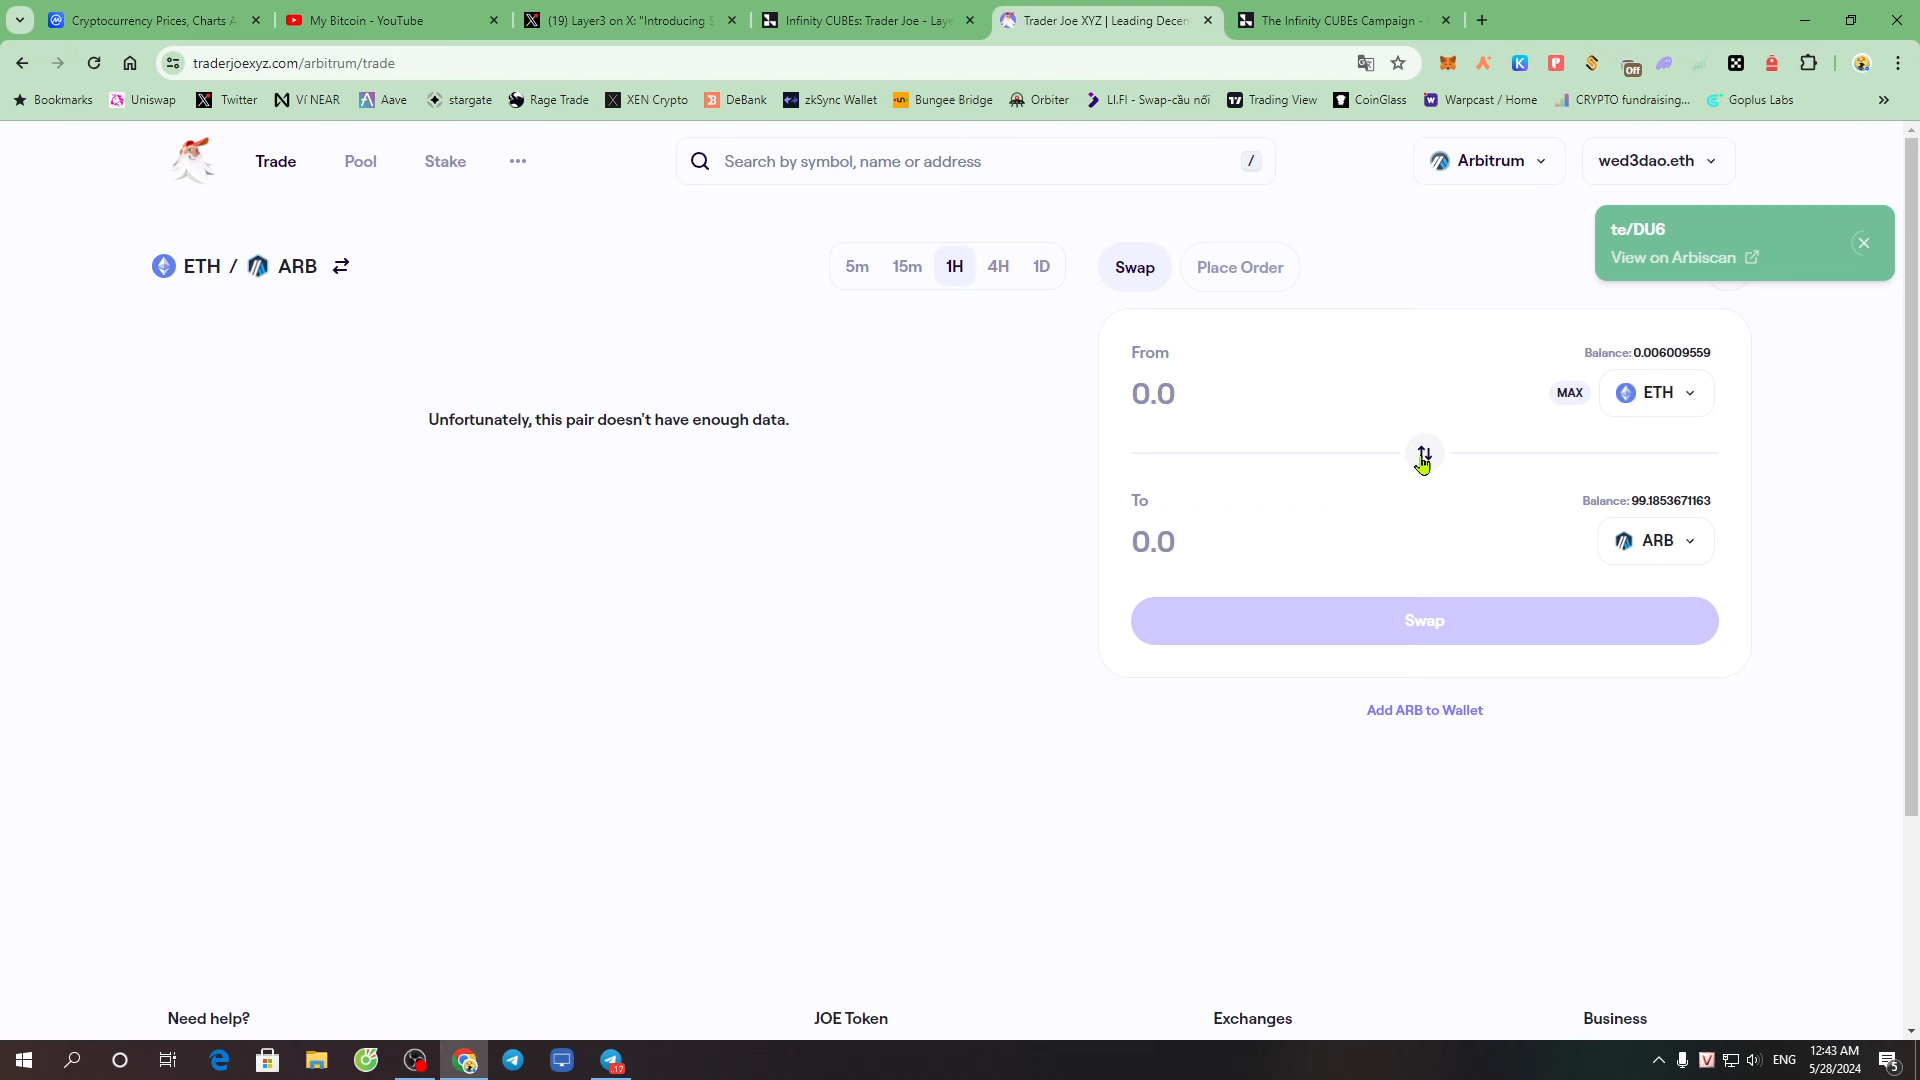 Cryptocurrency Prices, Charts A
My Bitcoin - YouTube
(19) Layer3 on X: "Introducing S
Infinity CUBEs: Trader Joe - Laye
Trader Joe XYZ | Leading Decen
The Infinity CUBEs Campaign -
traderjoexyz.com/arbitrum/trade
Off
Bookmarks
Uniswap
Twitter
Ví NEAR
Aave
stargate
Rage Trade
XEN Crypto
DeBank
zkSync Wallet
Bungee Bridge
Orbiter
LI.FI - Swap-cầu nối
Trading View
CoinGlass
Warpcast / Home
CRYPTO fundraising...
Goplus Labs
Trade
Pool
Stake
Search by symbol, name or address
/
Arbitrum
wed3dao.eth
te/DU6
View on Arbiscan
ETH / ARB
5m
15m
1H
4H
1D
Swap
Place Order
Unfortunately, this pair doesn't have enough data.
From
Balance: 0.006009559
0.0
MAX
ETH
To
Balance: 99.1853671163
0.0
ARB
Swap
Add ARB to Wallet
Need help?
JOE Token
Exchanges
Business
17
ENG
12:43 AM
5/28/2024
5